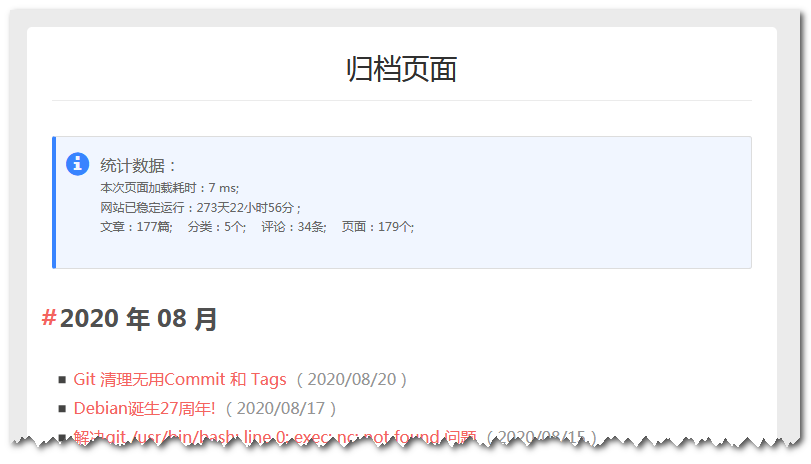 归档页面
统计数据：
本次页面加载耗时：7 ms;
网站已稳定运行：273天22小时56分；
文章：177篇; 分类：5个; 评论：34条; 页面：179个;
#2020 年 08 月
Git 清理无用Commit 和 Tags （2020/08/20）
Debian诞生27周年! （2020/08/17）
解决git /usr/bin/bash: line 0: exec: nc: not found 问题 （2020/08/15）